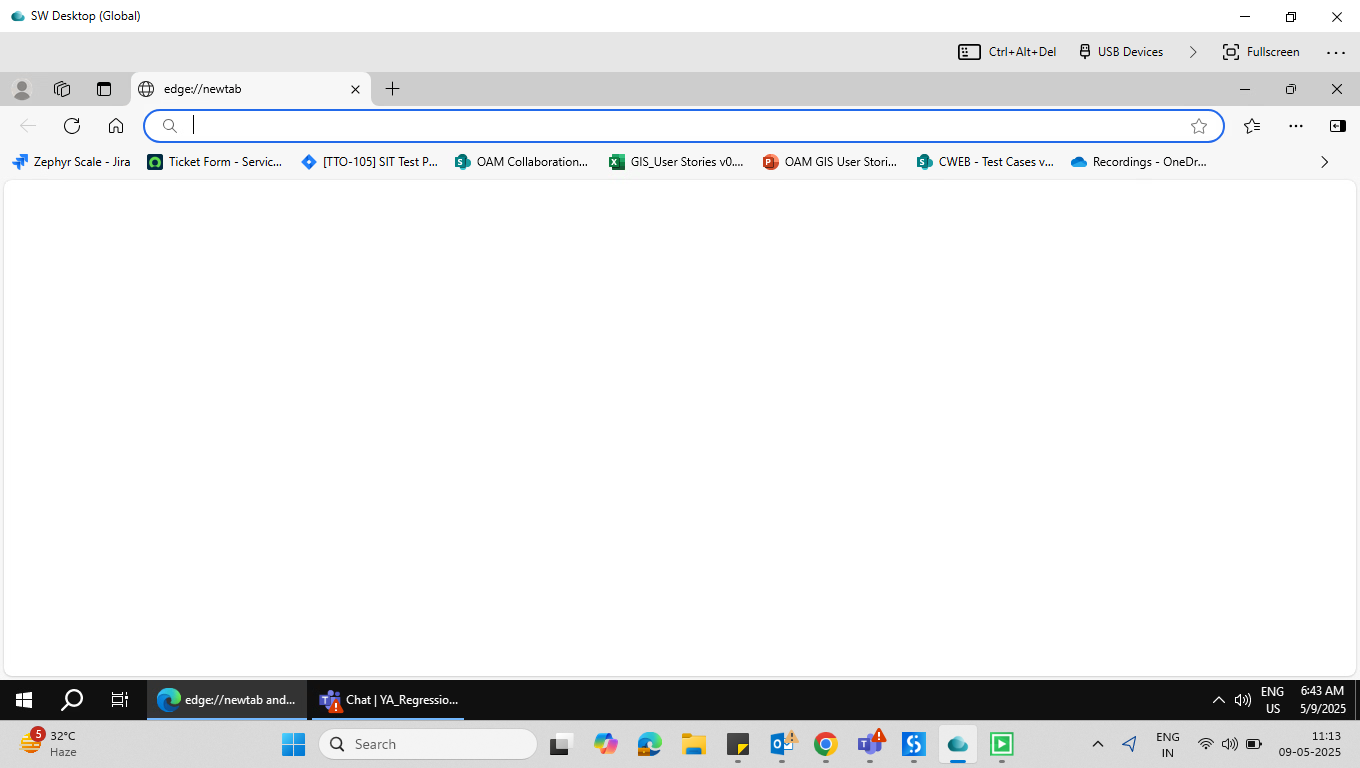 SW Desktop (Global)
Ctrl+Alt+Del
USB Devices
Fullscreen
edge://newtab
Zephyr Scale - Jira
Ticket Form - Servic...
[TTO-105] SIT Test P...
OAM Collaboration...
GIS_User Stories v0....
OAM GIS User Stori...
CWEB - Test Cases v...
Recordings - OneDr...
edge://newtab and...
Chat | YA_Regressio...
ENG
US
6:43 AM
5/9/2025
5
32°C
Haze
Search
ENG
IN
11:13
09-05-2025